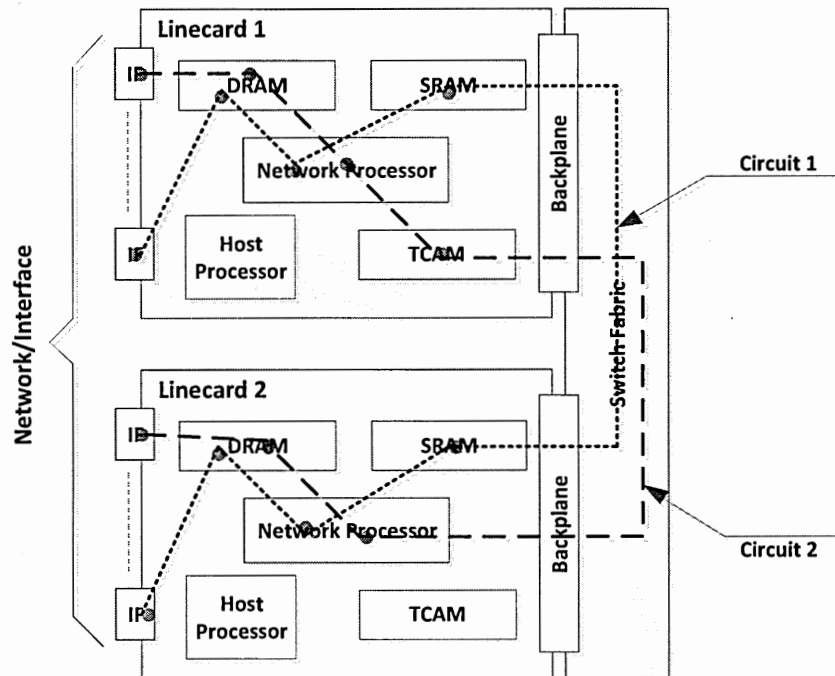 Linecard 1
IP
DRAM
SRAM
Network Processor
IP
Host
Processor
TCAM
Backplane
Circuit 1
Switch Fabric
Network/Interface
Linecard 2
IP
DRAM
SRAM
Network Processor
Backplane
Circuit 2
IP
Host
Processor
TCAM